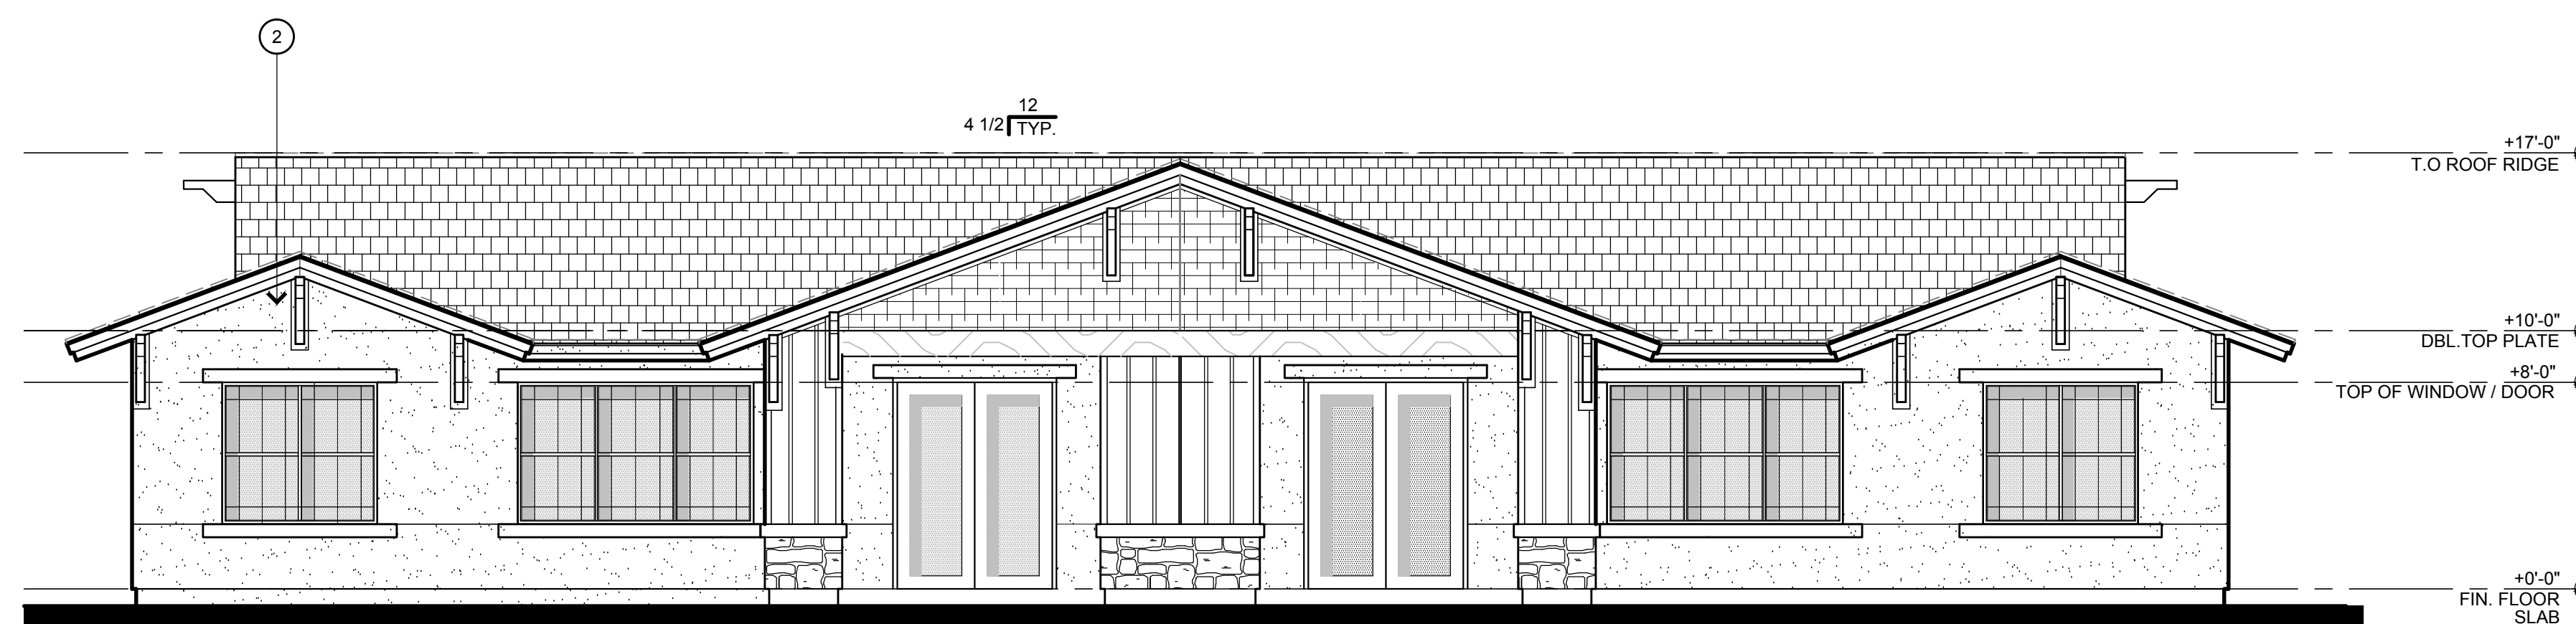 2
12
4 1/2 TYP.
+17'-0"
T.O ROOF RIDGE
+10'-0"
DBL.TOP PLATE
+8'-0"
TOP OF WINDOW / DOOR
+0'-0"
FIN. FLOOR
SLAB